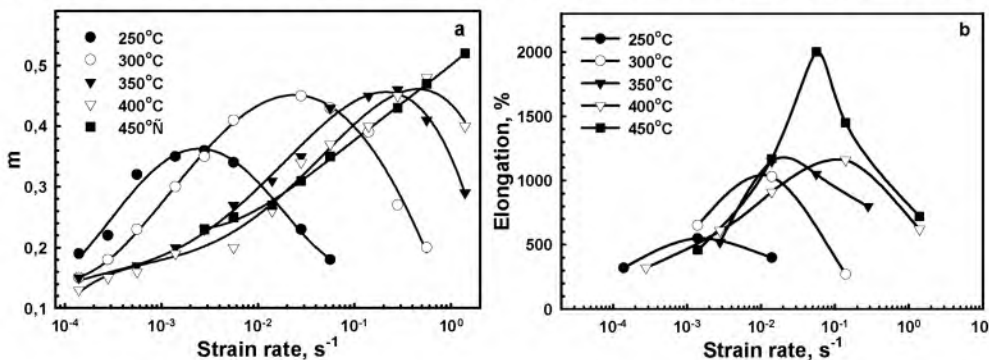 a
250°C
300°C
350°C
400°C
450°Ñ
m
0,5
0,4
0,3
0,2
0,1
10⁻⁴ 10⁻³ 10⁻² 10⁻¹ 10⁰
Strain rate, s⁻¹
b
250°C
300°C
350°C
400°C
450°C
Elongation, %
2000
1500
1000
500
0
10⁻⁴ 10⁻³ 10⁻² 10⁻¹ 10⁰ 10
Strain rate, s⁻¹